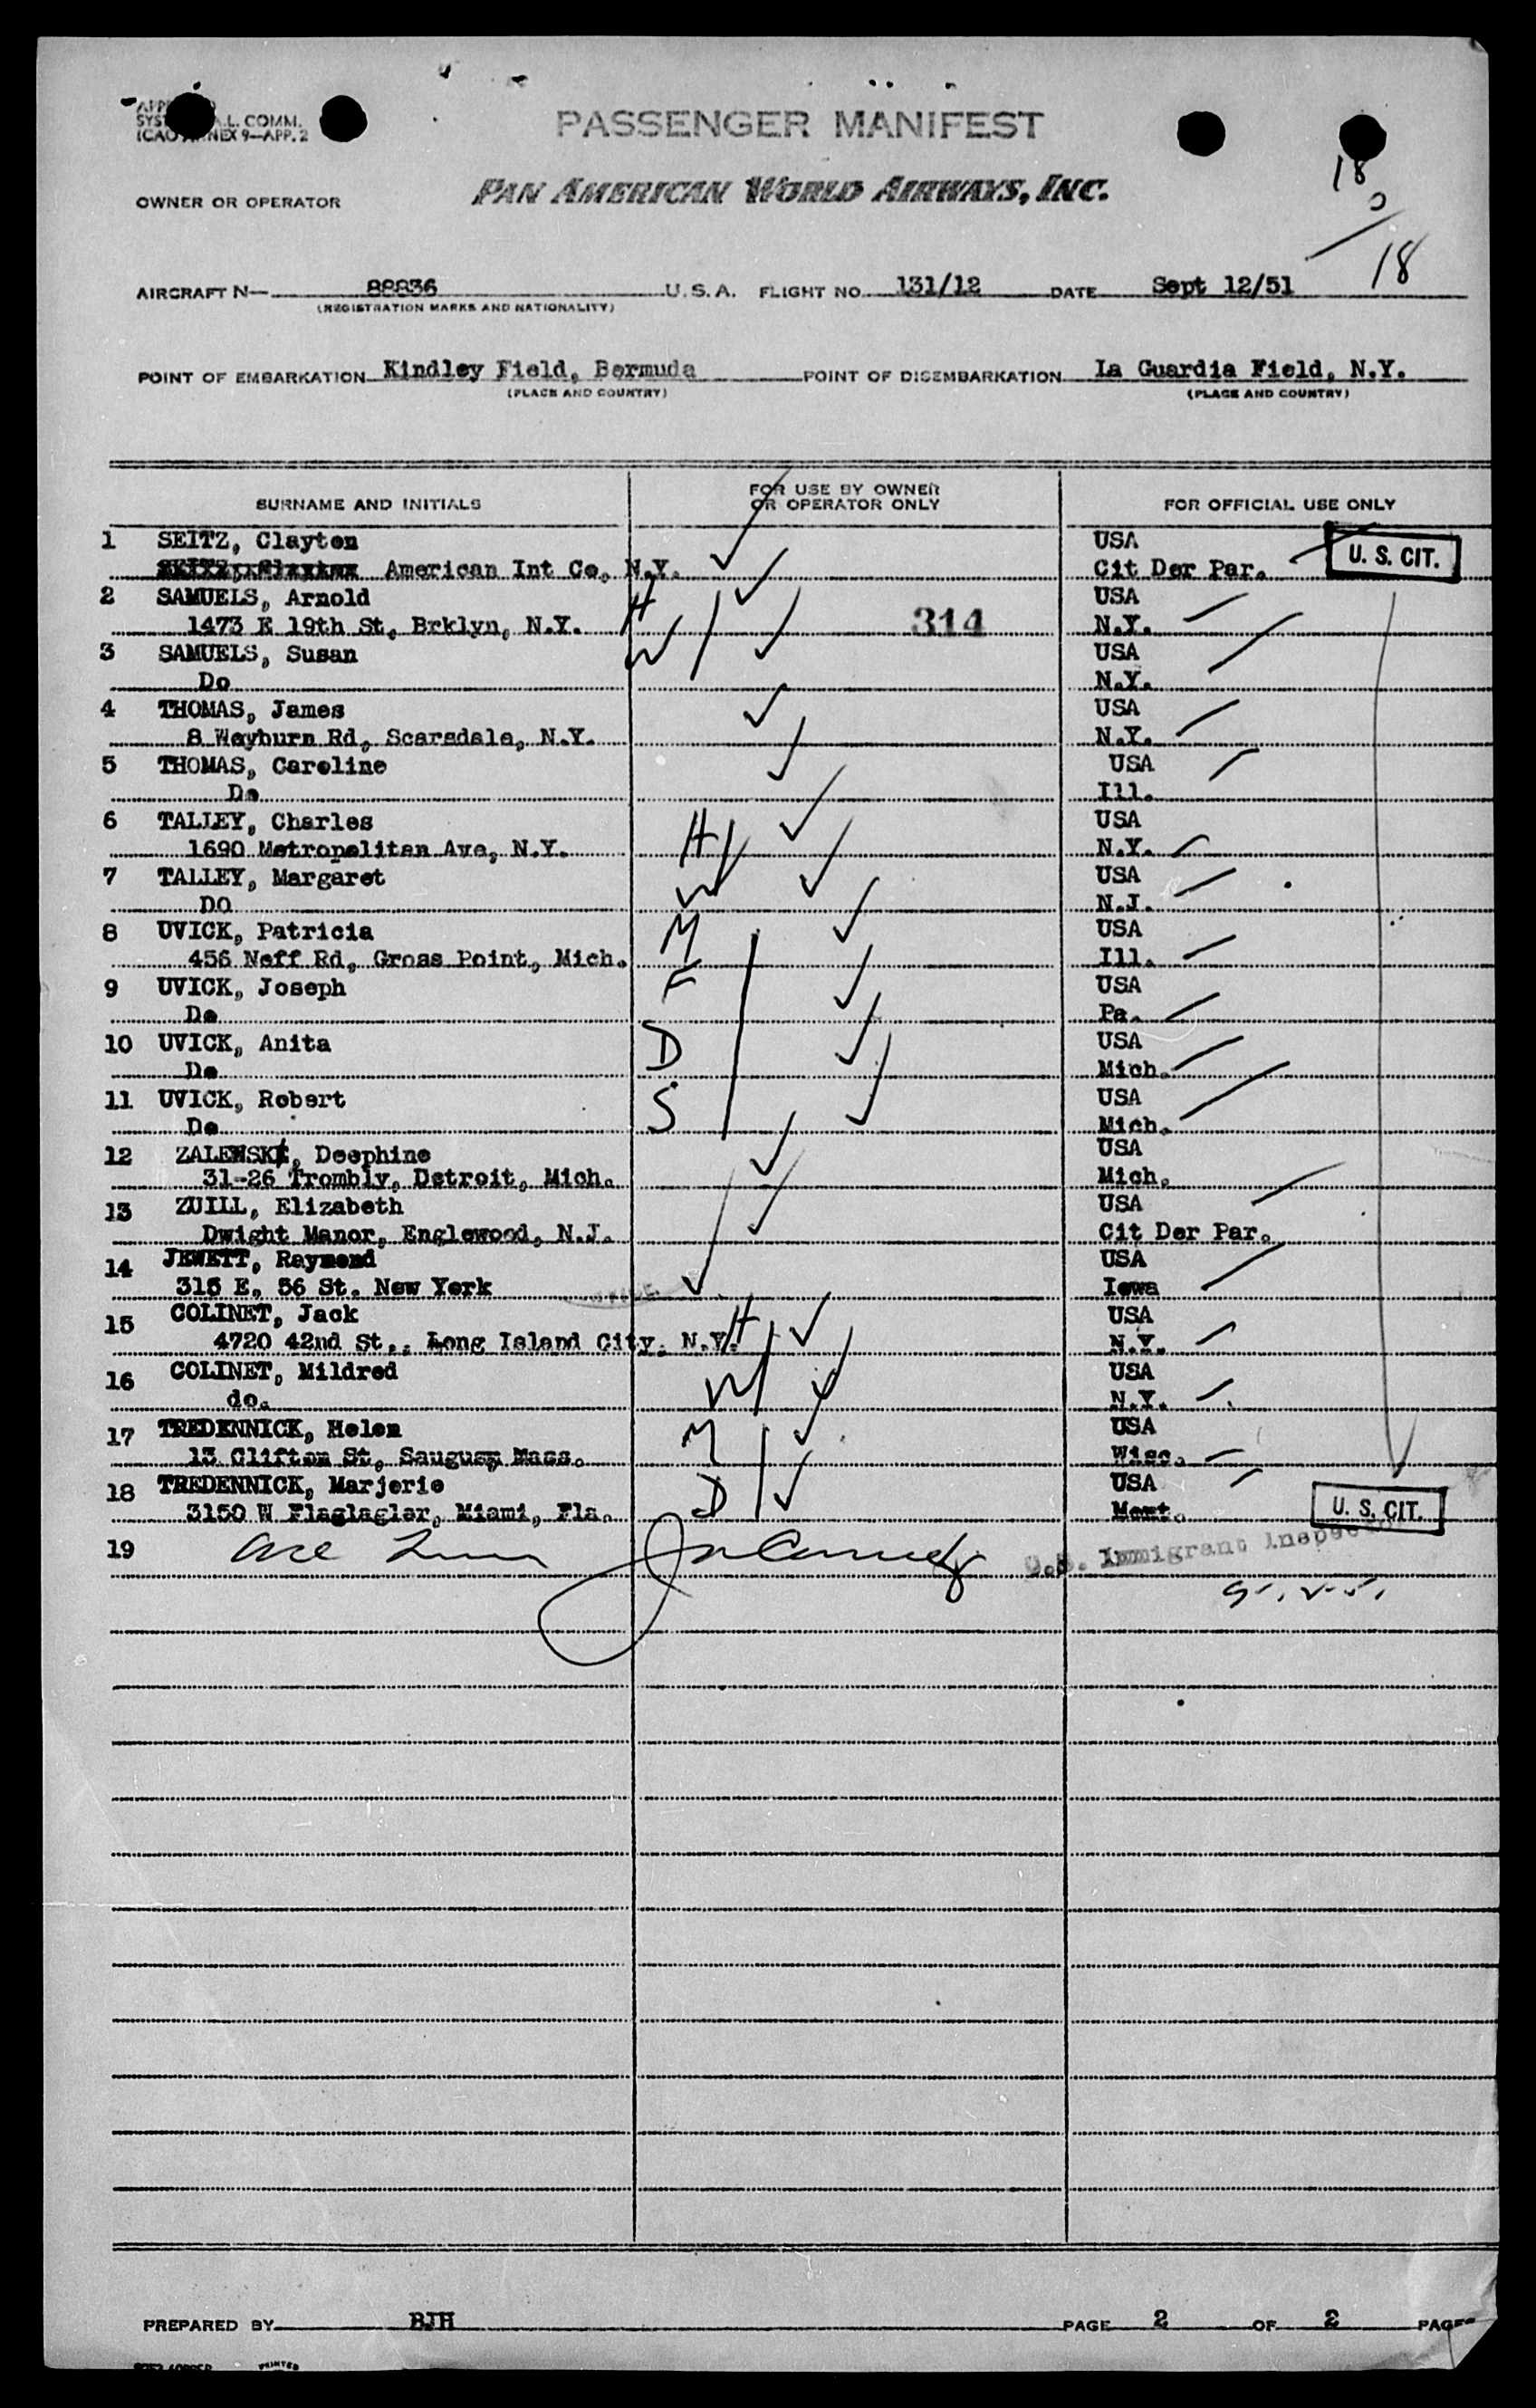 SYST A.L. COMM.
ICAO ANNEX 9—APP. 2
PASSENGER MANIFEST
OWNER OR OPERATOR PAN AMERICAN WORLD AIRWAYS, INC.
18
0
18
AIRCRAFT N— 88836 U.S.A. FLIGHT NO. 131/12 DATE Sept 12/51
(REGISTRATION MARKS AND NATIONALITY)
POINT OF EMBARKATION Kindley Field, Bermuda POINT OF DISEMBARKATION La Guardia Field, N.Y.
(PLACE AND COUNTRY) (PLACE AND COUNTRY)
SURNAME AND INITIALS FOR USE BY OWNER OR OPERATOR ONLY FOR OFFICIAL USE ONLY
1 SEITZ, Clayton USA U. S. CIT.
American Int Co, N.Y. Cit Der Par.
2 SAMUELS, Arnold H USA
1473 E 19th St, Brklyn, N.Y. 314 N.Y.
3 SAMUELS, Susan W USA
Do N.Y.
4 THOMAS, James USA
8 Wayburn Rd, Scarsdale, N.Y. N.Y.
5 THOMAS, Caroline USA
Do Ill.
6 TALLEY, Charles H USA
1690 Metropolitan Ave, N.Y. N.Y.
7 TALLEY, Margaret W USA
DO N.J.
8 UVICK, Patricia M USA
456 Neff Rd, Gross Point, Mich. Ill.
9 UVICK, Joseph F USA
Do Pa.
10 UVICK, Anita D USA
Do Mich.
11 UVICK, Robert S USA
Do Mich.
12 ZALEWSKI, Deephine USA
31-26 Trombly, Detroit, Mich. Mich.
13 ZUILL, Elizabeth USA
Dwight Manor, Englewood, N.J. Cit Der Par.
14 JEWETT, Raymond USA
315 E, 56 St. New York Iowa
15 COLINET, Jack H USA
4720 42nd St., Long Island City, N.Y. N.Y.
16 COLINET, Mildred W USA
do. N.Y.
17 TREDENNICK, Helen M USA
13 Clifton St, Saugusy Mass. Wisc.
18 TREDENNICK, Marjorie D USA
3150 W Flaglagler, Miami, Fla. Mont. U. S. CIT.
19 U.S. Immigrant Inspector
PREPARED BY BJH PAGE 2 OF 2 PAGES
PRINTED